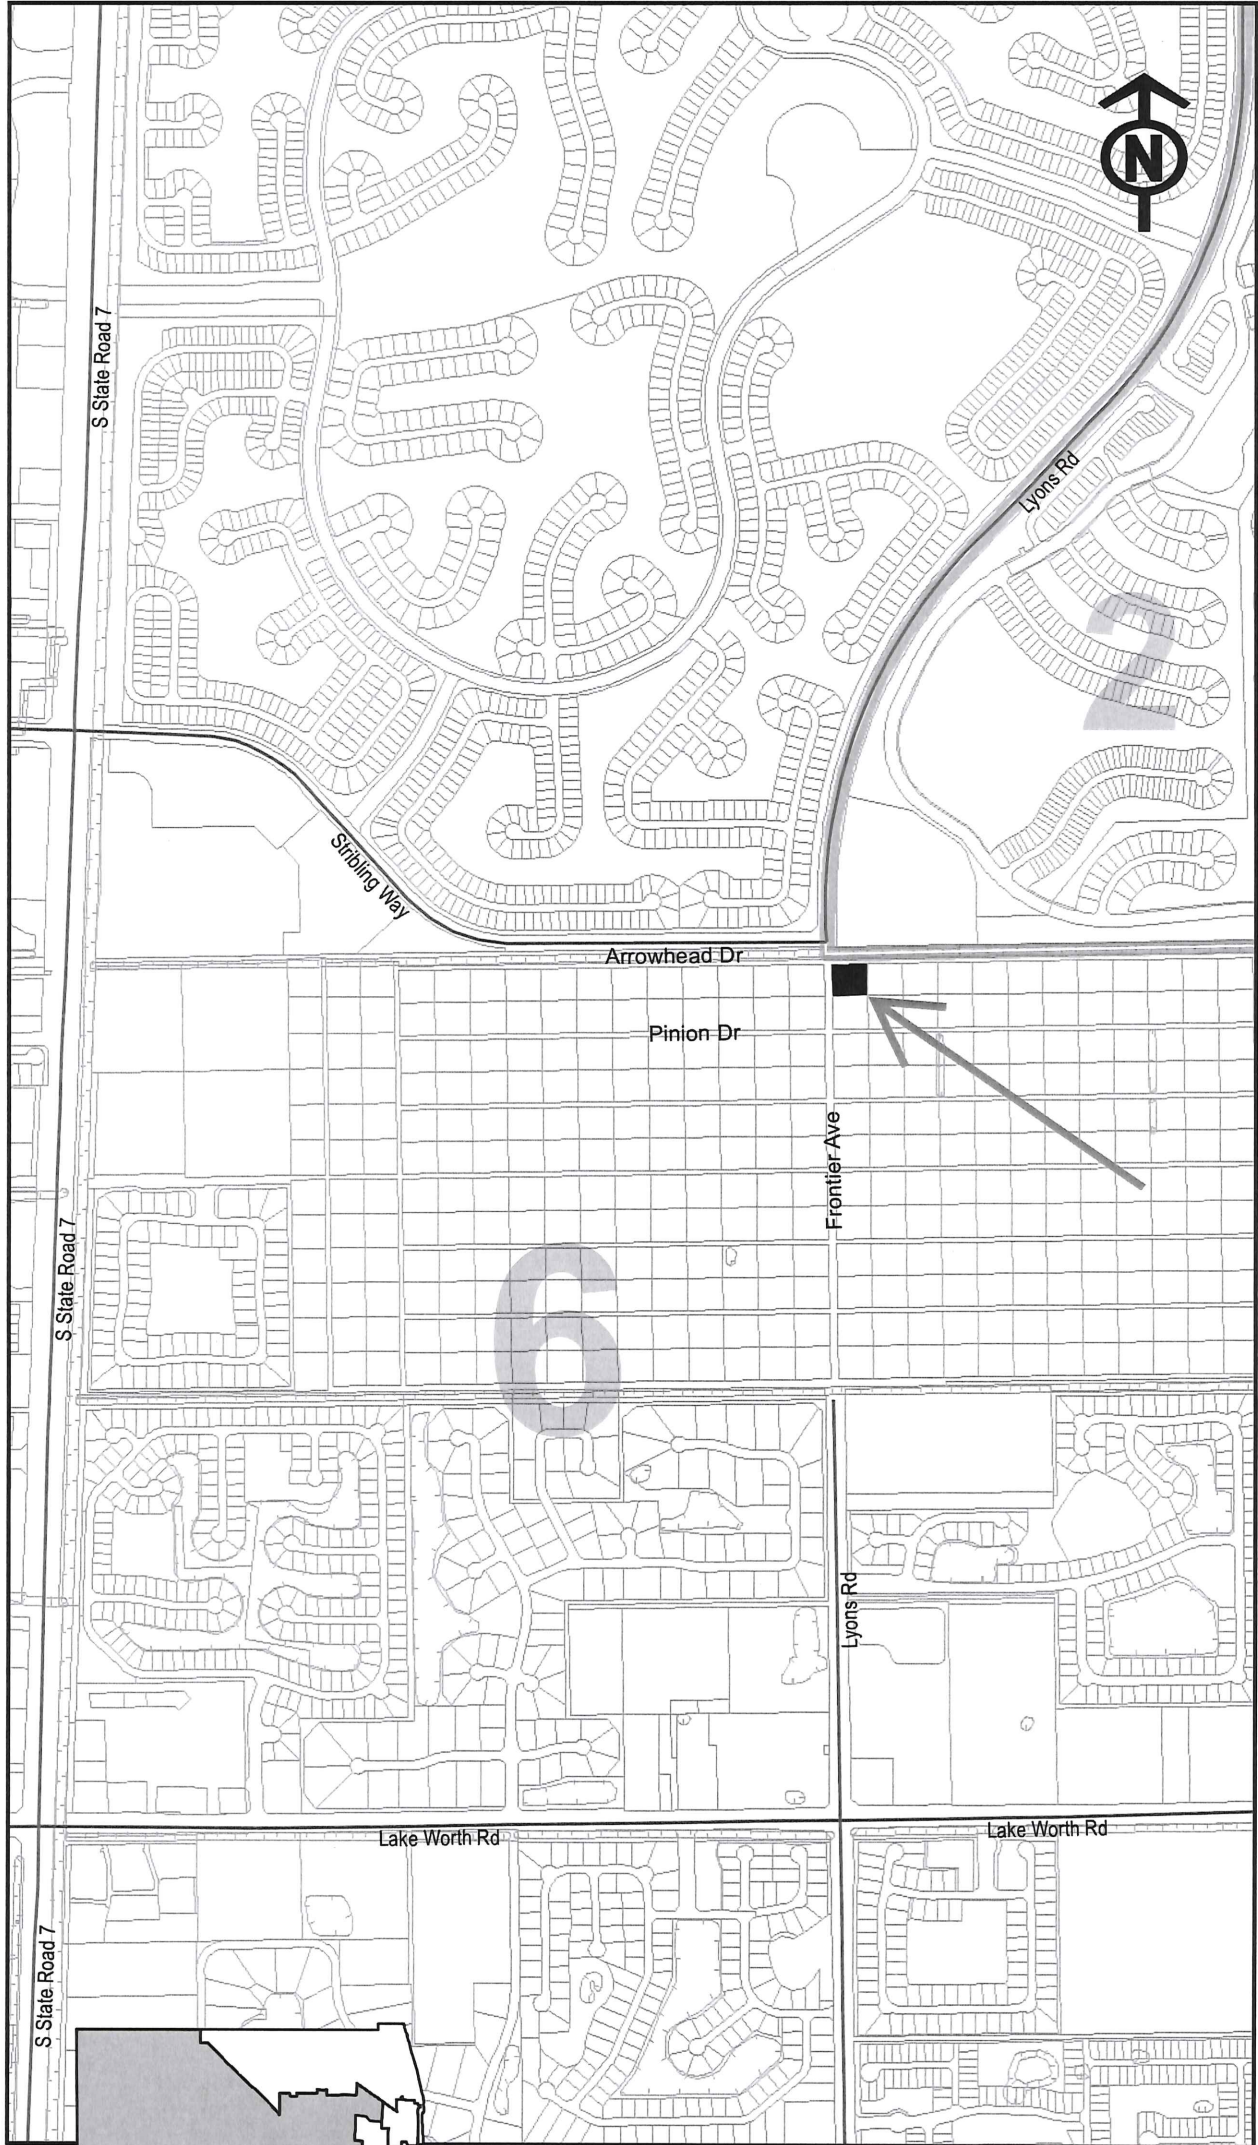 N
S State Road 7
Lyons Rd
2
Stribling Way
Arrowhead Dr
Pinion Dr
Frontier Ave
S State Road 7
6
Lyons Rd
Lake Worth Rd
Lake Worth Rd
S State Road 7